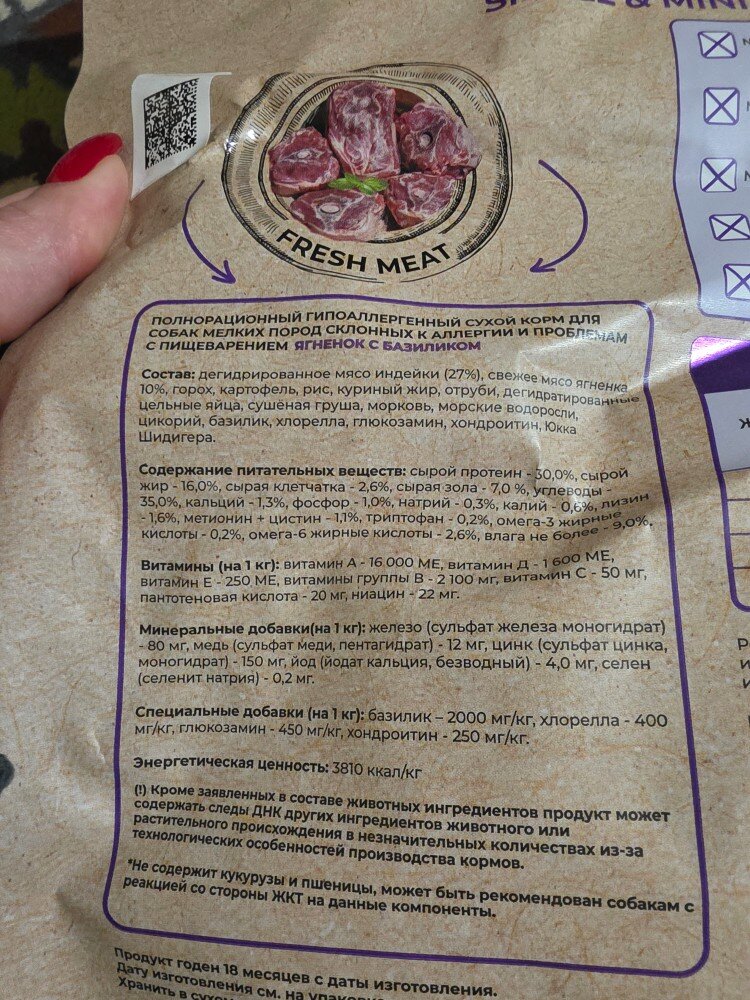 & MINI
FRESH MEAT
ПОЛНОРАЦИОННЫЙ ГИПОАЛЛЕРГЕННЫЙ СУХОЙ КОРМ ДЛЯ
СОБАК МЕЛКИХ ПОРОД СКЛОННЫХ К АЛЛЕРГИИ И ПРОБЛЕМАМ
С ПИЩЕВАРЕНИЕМ ЯГНЕНОК С БАЗИЛИКОМ
Состав: дегидрированное мясо индейки (27%), свежее мясо ягненка
10%, горох, картофель, рис, куриный жир, отруби, дегидратированные
цельные яйца, сушёная груша, морковь, морские водоросли,
цикорий, базилик, хлорелла, глюкозамин, хондроитин, Юкка
Шидигера.
Содержание питательных веществ: сырой протеин - 30,0%, сырой
жир - 16,0%, сырая клетчатка - 2,6%, сырая зола - 7,0 %, углеводы -
35,0%, кальций - 1,3%, фосфор - 1,0%, натрий - 0,3%, калий - 0,6%, лизин
- 1,6%, метионин + цистин - 1,1%, триптофан - 0,2%, омега-3 жирные
кислоты - 0,2%, омега-6 жирные кислоты - 2,6%, влага не более - 9,0%.
Витамины (на 1 кг): витамин А - 16 000 МЕ, витамин Д - 1 600 МЕ,
витамин Е - 250 МЕ, витамины группы В - 2 100 мг, витамин С - 50 мг,
пантотеновая кислота - 20 мг, ниацин - 22 мг.
Минеральные добавки(на 1 кг): железо (сульфат железа моногидрат)
- 80 мг, медь (сульфат меди, пентагидрат) - 12 мг, цинк (сульфат цинка,
моногидрат) - 150 мг, йод (йодат кальция, безводный) - 4,0 мг, селен
(селенит натрия) - 0,2 мг.
Специальные добавки (на 1 кг): базилик – 2000 мг/кг, хлорелла - 400
мг/кг, глюкозамин - 450 мг/кг, хондроитин - 250 мг/кг.
Энергетическая ценность: 3810 ккал/кг
(!) Кроме заявленных в составе животных ингредиентов продукт может
содержать следы ДНК других ингредиентов животного или
растительного происхождения в незначительных количествах из-за
технологических особенностей производства кормов.
*Не содержит кукурузы и пшеницы, может быть рекомендован собакам с
реакцией со стороны ЖКТ на данные компоненты.
Продукт годен 18 месяцев с даты изготовления.
Дату изготовления см. на
Хранить в